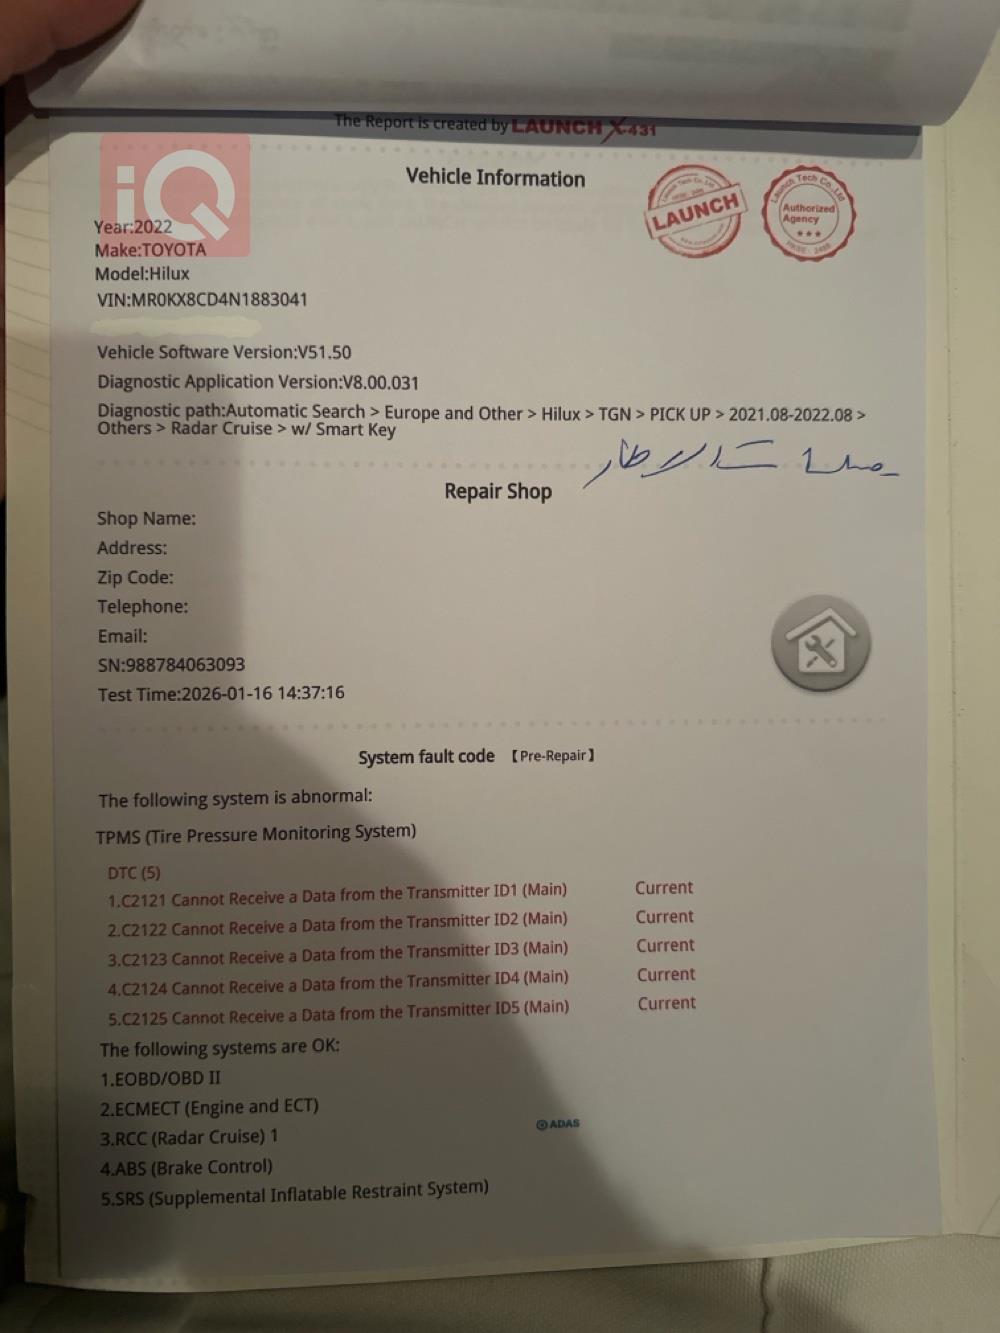 The Report is created by LAUNCH X-431
iQ
Vehicle Information
LAUNCH
Launch Tech Co.,Ltd
Authorized
Agency
Year:2022
Make:TOYOTA
Model:Hilux
VIN:MR0KX8CD4N1883041
Vehicle Software Version:V51.50
Diagnostic Application Version:V8.00.031
Diagnostic path:Automatic Search > Europe and Other > Hilux > TGN > PICK UP > 2021.08-2022.08 >
Others > Radar Cruise > w/ Smart Key
Repair Shop
Shop Name:
Address:
Zip Code:
Telephone:
Email:
SN:988784063093
Test Time:2026-01-16 14:37:16
System fault code 【Pre-Repair】
The following system is abnormal:
TPMS (Tire Pressure Monitoring System)
DTC (5)
1.C2121 Cannot Receive a Data from the Transmitter ID1 (Main) Current
2.C2122 Cannot Receive a Data from the Transmitter ID2 (Main) Current
3.C2123 Cannot Receive a Data from the Transmitter ID3 (Main) Current
4.C2124 Cannot Receive a Data from the Transmitter ID4 (Main) Current
5.C2125 Cannot Receive a Data from the Transmitter ID5 (Main) Current
The following systems are OK:
1.EOBD/OBD II
2.ECMECT (Engine and ECT)
3.RCC (Radar Cruise) 1
ADAS
4.ABS (Brake Control)
5.SRS (Supplemental Inflatable Restraint System)